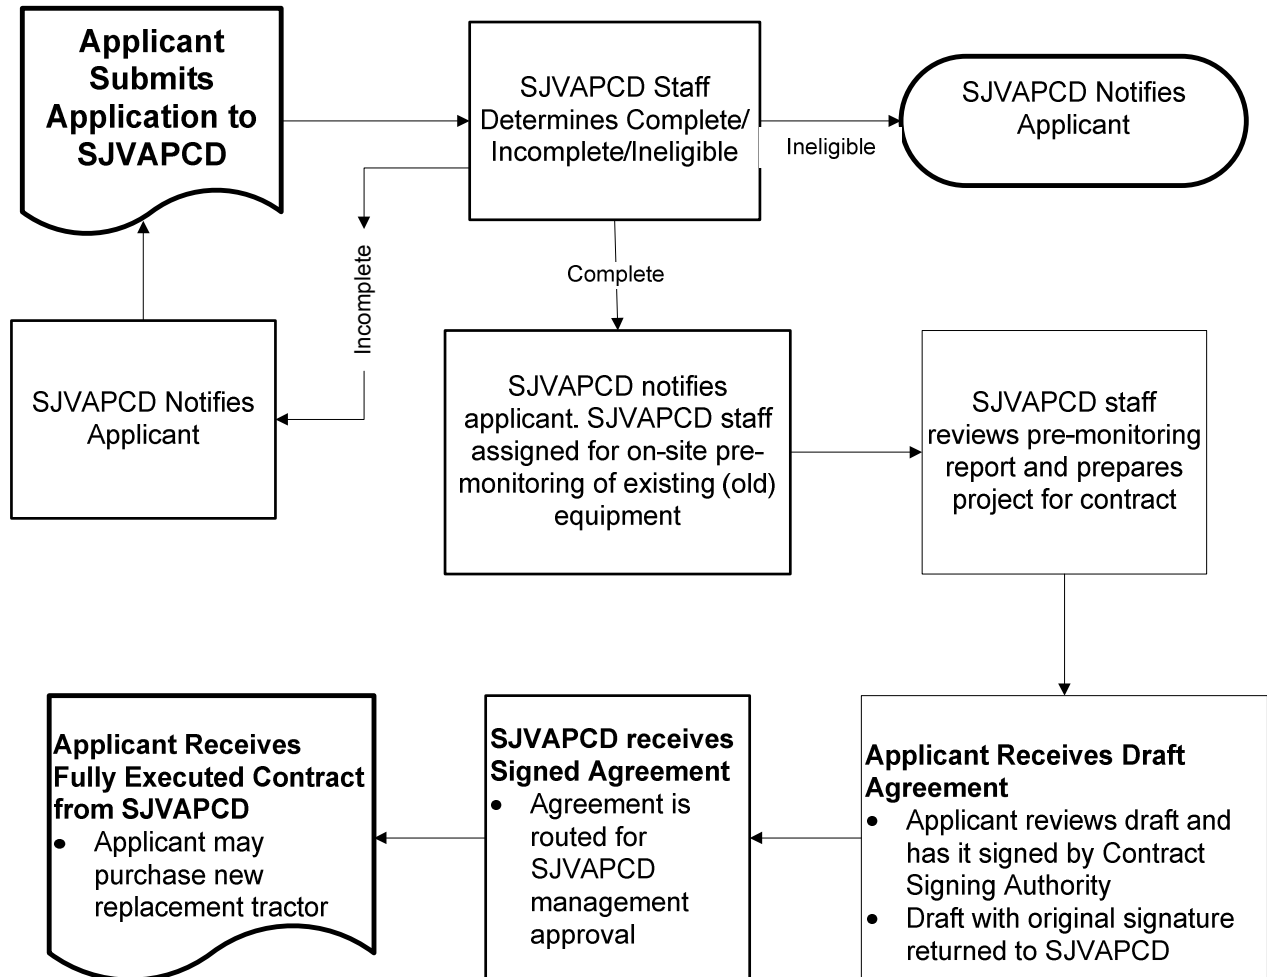 Applicant
Submits
Application to
SJVAPCD
SJVAPCD Staff
Determines Complete/
Incomplete/Ineligible
Ineligible
SJVAPCD Notifies
Applicant
Incomplete
Complete
SJVAPCD Notifies
Applicant
SJVAPCD notifies
applicant. SJVAPCD staff
assigned for on-site pre-
monitoring of existing (old)
equipment
SJVAPCD staff
reviews pre-monitoring
report and prepares
project for contract
Applicant Receives Draft
Agreement
• Applicant reviews draft and
has it signed by Contract
Signing Authority
• Draft with original signature
returned to SJVAPCD
SJVAPCD receives
Signed Agreement
• Agreement is
routed for
SJVAPCD
management
approval
Applicant Receives
Fully Executed Contract
from SJVAPCD
• Applicant may
purchase new
replacement tractor